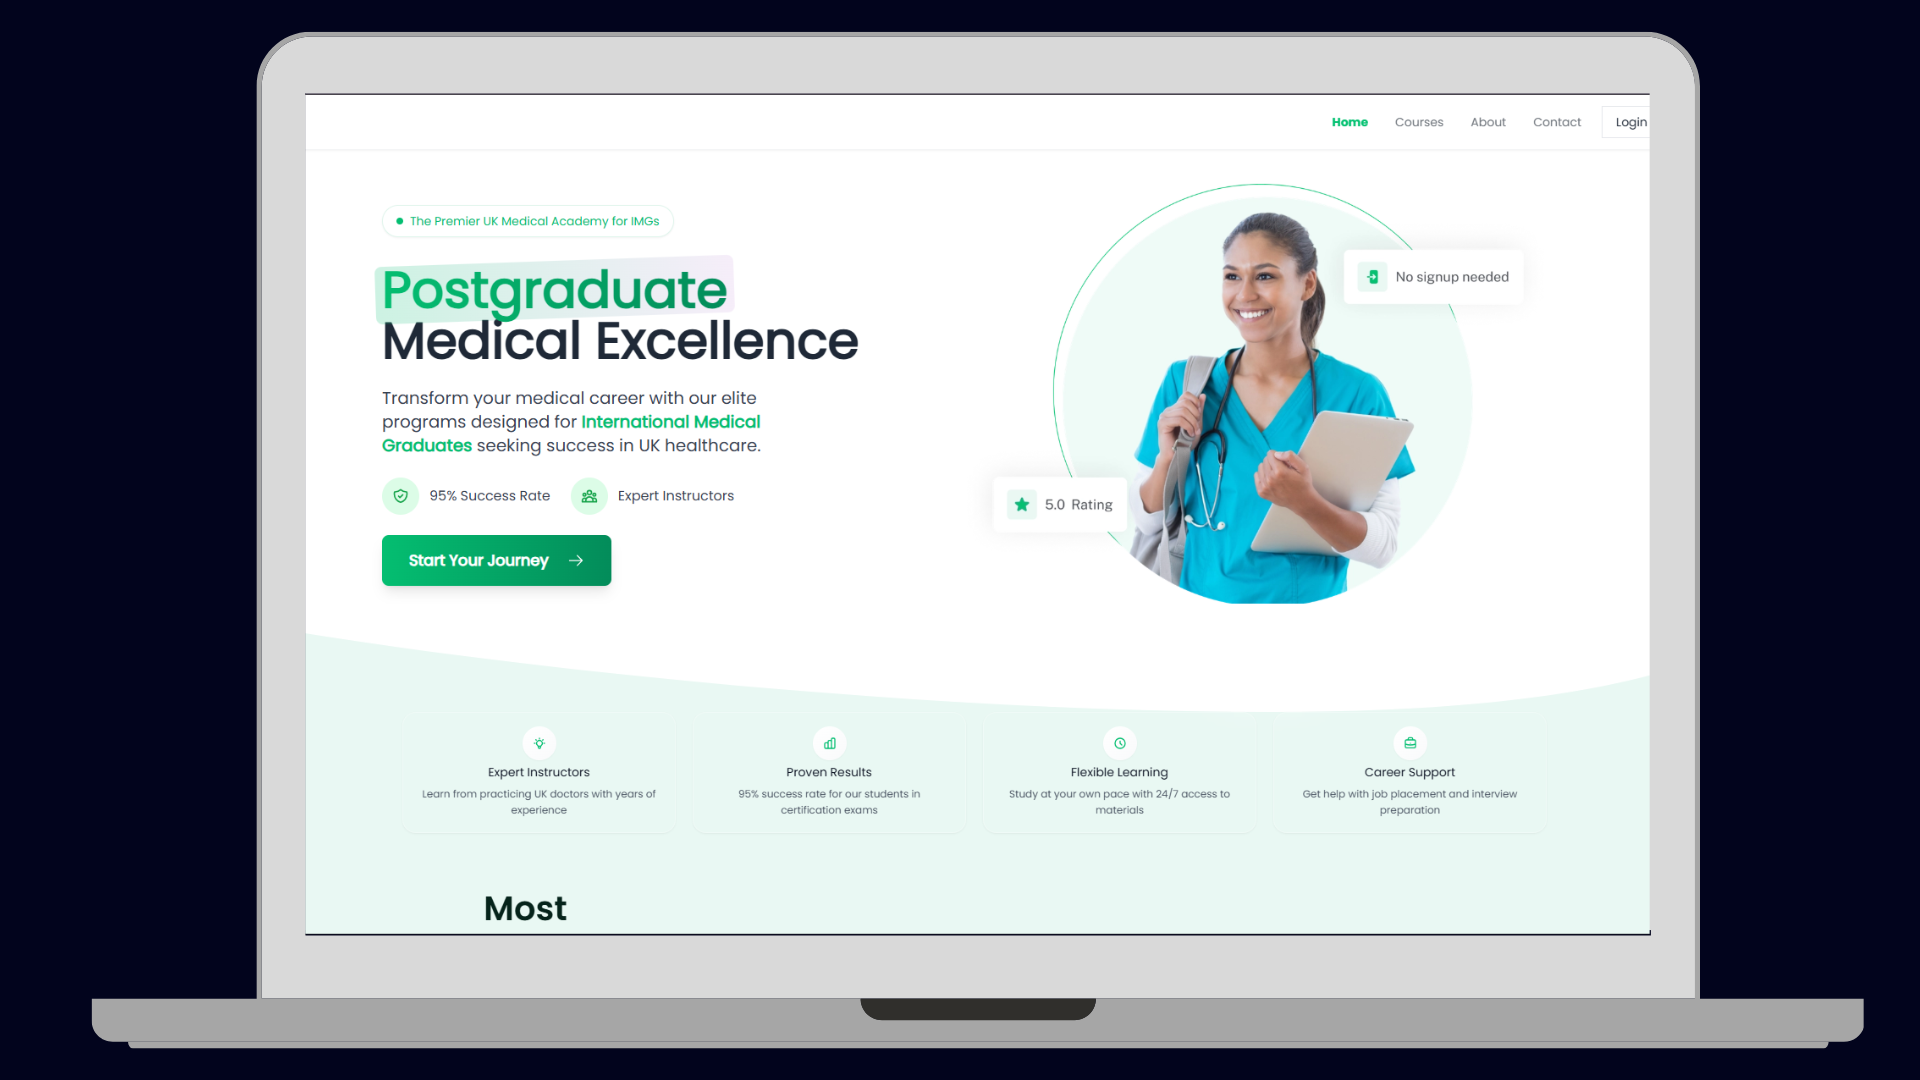 Home Courses About Contact Login
The Premier UK Medical Academy for IMGs
Postgraduate
Medical Excellence
Transform your medical career with our elite
programs designed for International Medical
Graduates seeking success in UK healthcare.
95% Success Rate Expert Instructors
Start Your Journey
No signup needed
5.0 Rating
Expert Instructors
Learn from practicing UK doctors with years of
experience
Proven Results
95% success rate for our students in
certification exams
Flexible Learning
Study at your own pace with 24/7 access to
materials
Career Support
Get help with job placement and interview
preparation
Most